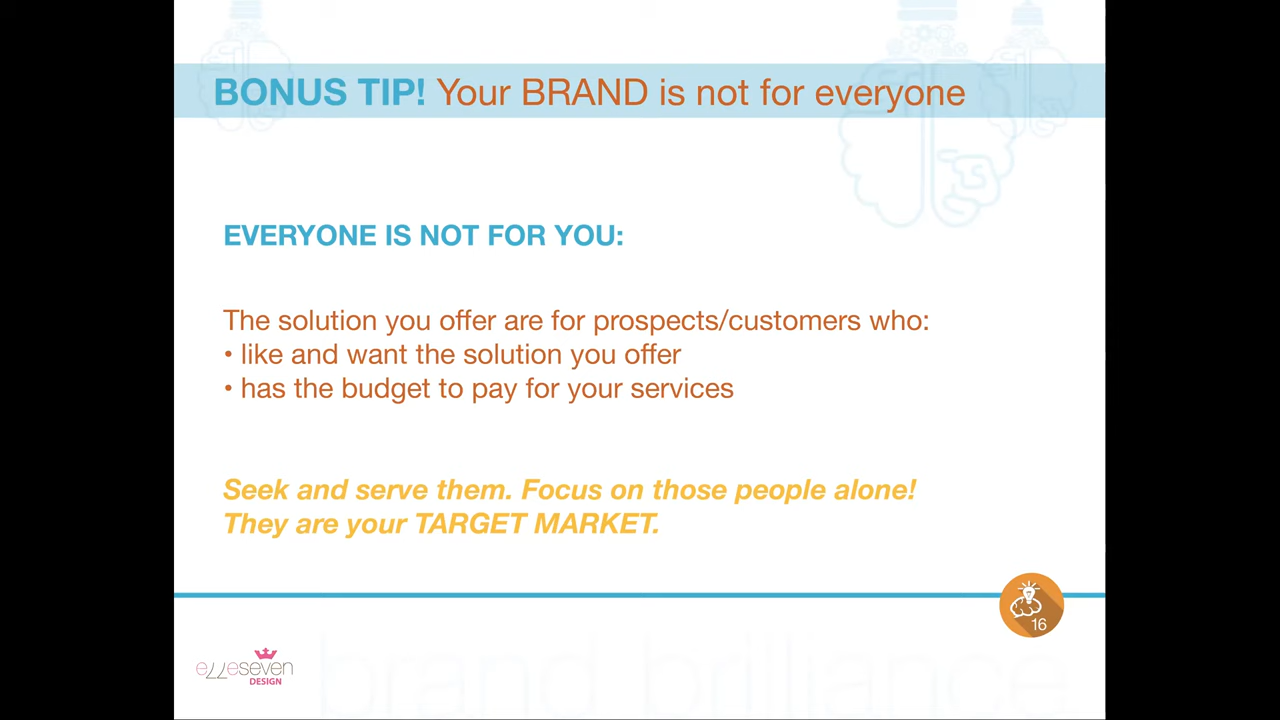 BONUS TIP! Your BRAND is not for everyone
EVERYONE IS NOT FOR YOU:
The solution you offer are for prospects/customers who:
• like and want the solution you offer
• has the budget to pay for your services
Seek and serve them. Focus on those people alone!
They are your TARGET MARKET.
16
elleseven
DESIGN
brand brilliance